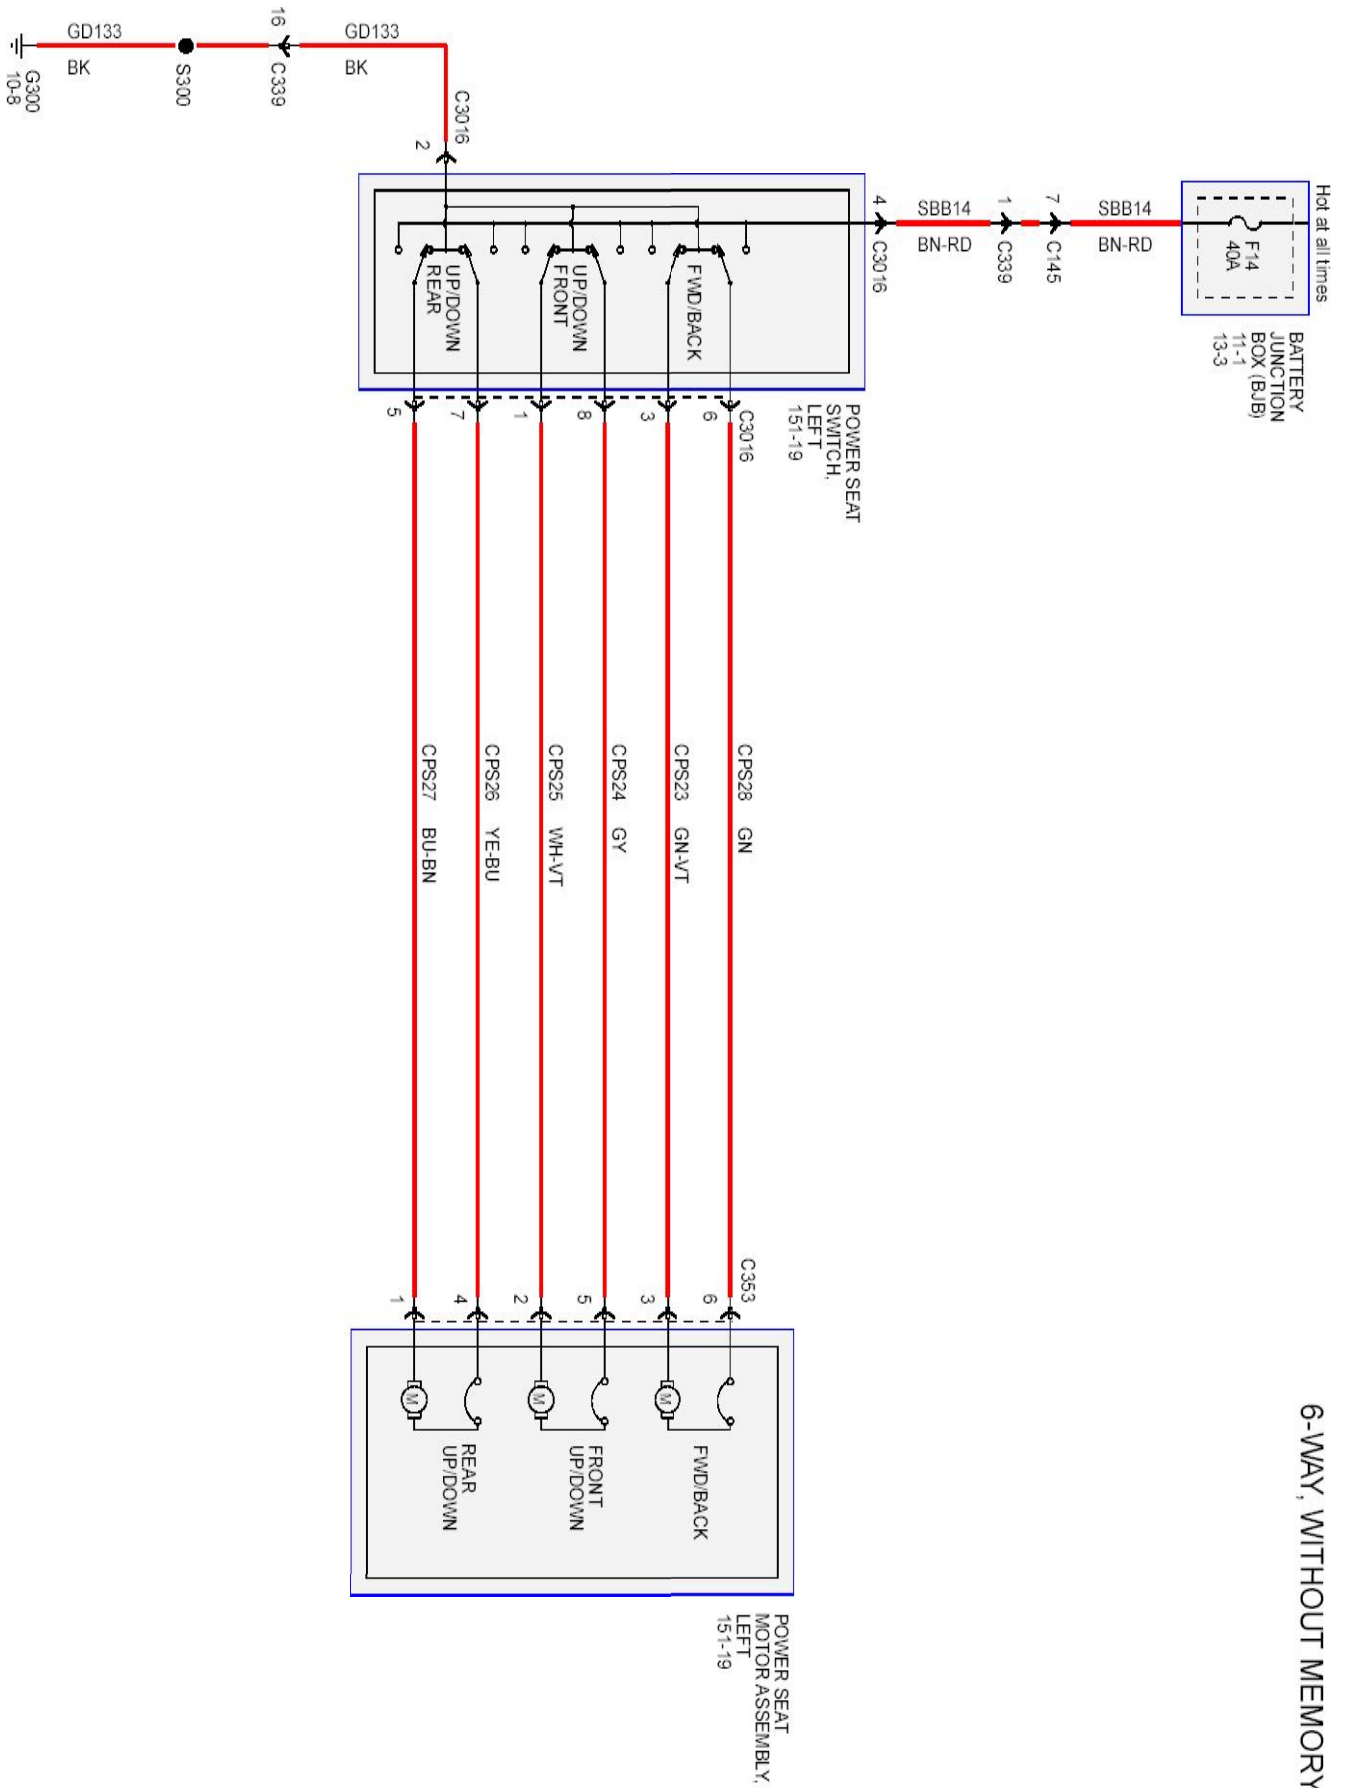 6-WAY, WITHOUT MEMORY
Hot at all times
F14
40A
BATTERY
JUNCTION
BOX (BJB)
11-1
13-3
SBB14
BN-RD
7
C145
1
C339
SBB14
BN-RD
4
C3016
FWD/BACK
UP/DOWN
FRONT
UP/DOWN
REAR
POWER SEAT
SWITCH,
LEFT
151-19
C3016
2
GD133
BK
16
C339
S300
GD133
BK
G300
10-8
6
C3016
3
8
1
7
5
CPS28 GN
CPS23 GN-VT
CPS24 GY
CPS25 WH-VT
CPS26 YE-BU
CPS27 BU-BN
C353
6
3
5
2
4
1
M
M
M
FWD/BACK
FRONT
UP/DOWN
REAR
UP/DOWN
POWER SEAT
MOTOR ASSEMBLY,
LEFT
151-19